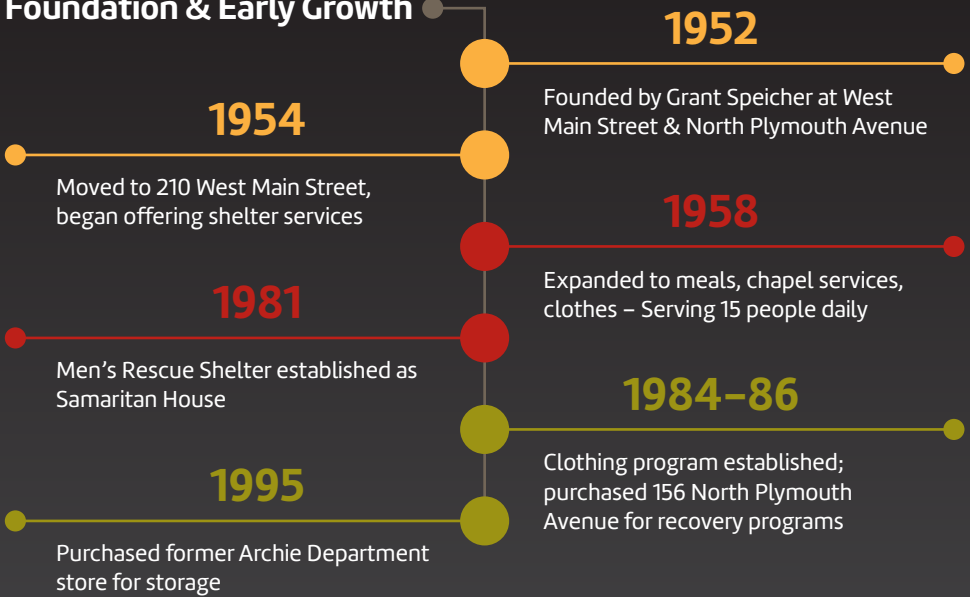 Foundation & Early Growth
1952
Founded by Grant Speicher at West
Main Street & North Plymouth Avenue
1954
Moved to 210 West Main Street,
began offering shelter services
1958
Expanded to meals, chapel services,
clothes – Serving 15 people daily
1981
Men’s Rescue Shelter established as
Samaritan House
1984–86
Clothing program established;
purchased 156 North Plymouth
Avenue for recovery programs
1995
Purchased former Archie Department
store for storage